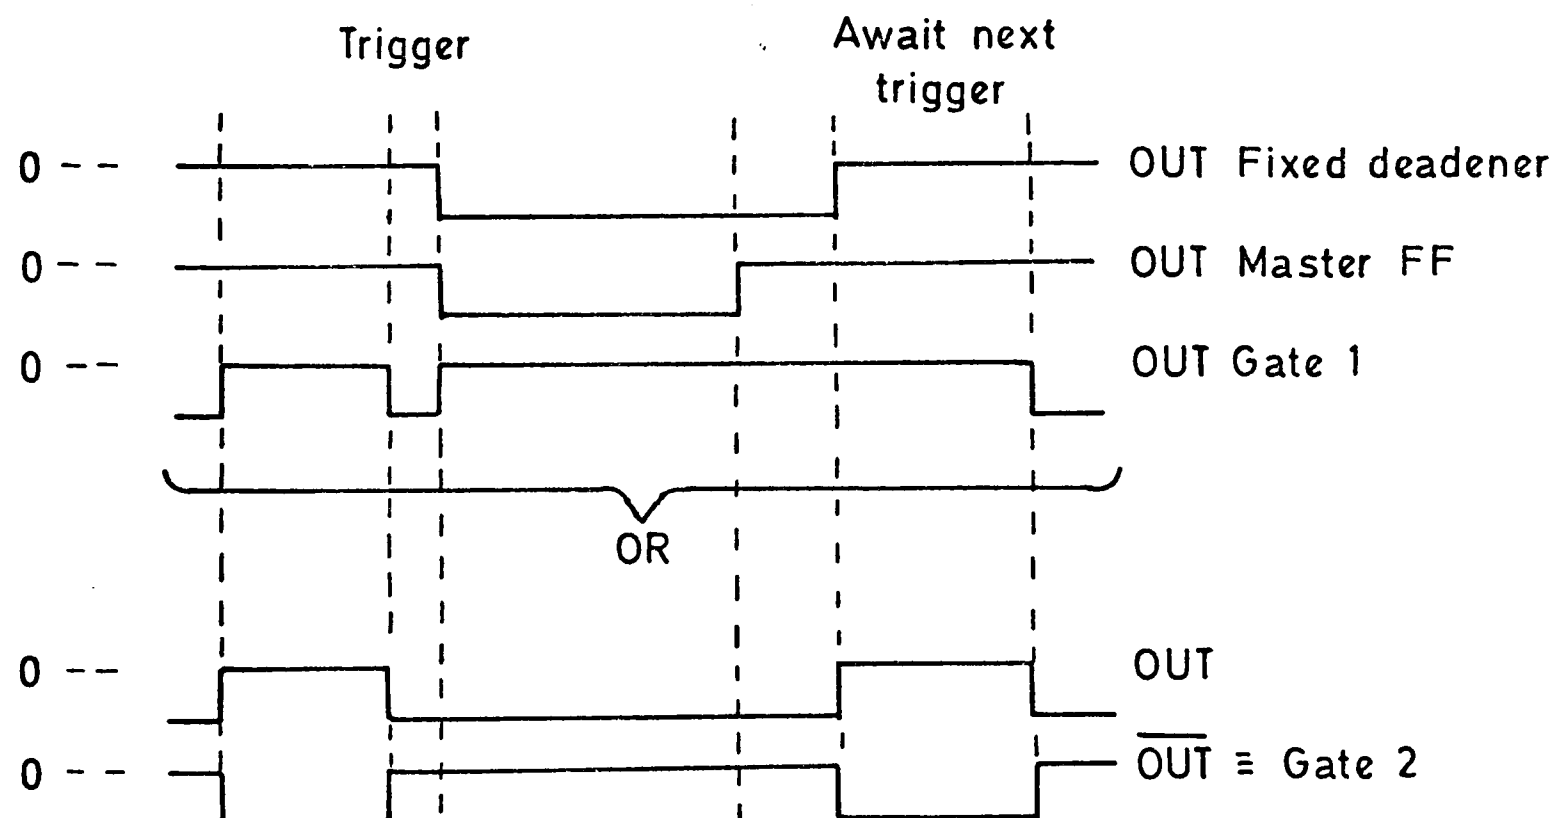 Trigger
Await next
trigger
0 -- OUT Fixed deadener
0 -- OUT Master FF
0 -- OUT Gate 1
OR
0 -- OUT
0 -- O̅U̅T̅ ≡ Gate 2